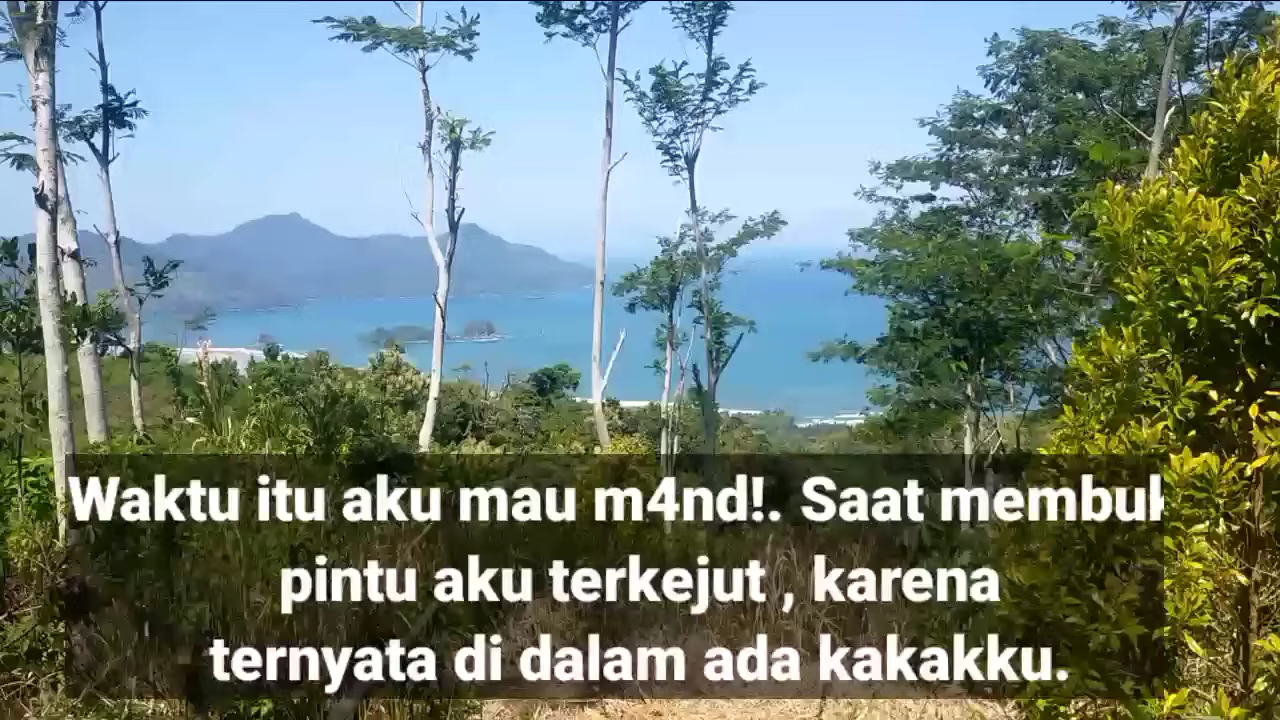 Waktu itu aku mau m4nd!. Saat membuk
pintu aku terkejut , karena
ternyata di dalam ada kakakku.